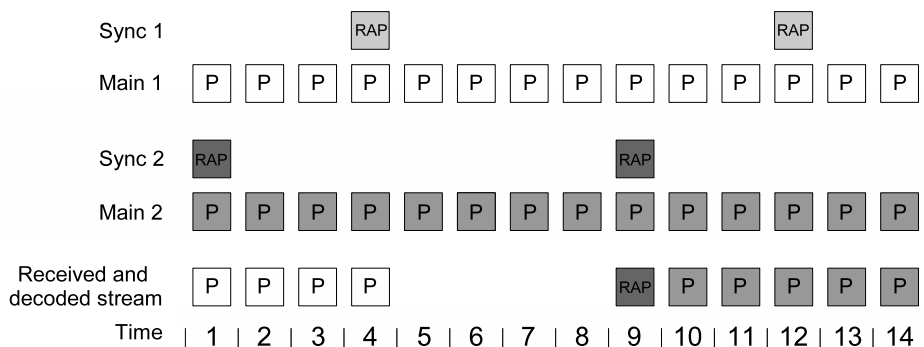 Sync 1 RAP RAP
Main 1 P P P P P P P P P P P P P P
Sync 2 RAP RAP
Main 2 P P P P P P P P P P P P P P
Received and
decoded stream P P P P RAP P P P P P
Time | 1 | 2 | 3 | 4 | 5 | 6 | 7 | 8 | 9 | 10 | 11 | 12 | 13 | 14